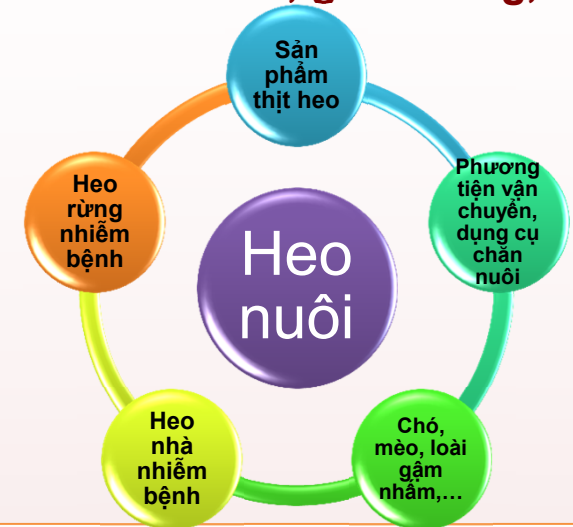 Sản
phẩm
thịt heo
Phương
tiện vận
chuyển,
dụng cụ
chăn
nuôi
Chó,
mèo, loài
gậm
nhấm,…
Heo
nhà
nhiễm
bệnh
Heo
rừng
nhiễm
bệnh
Heo
nuôi